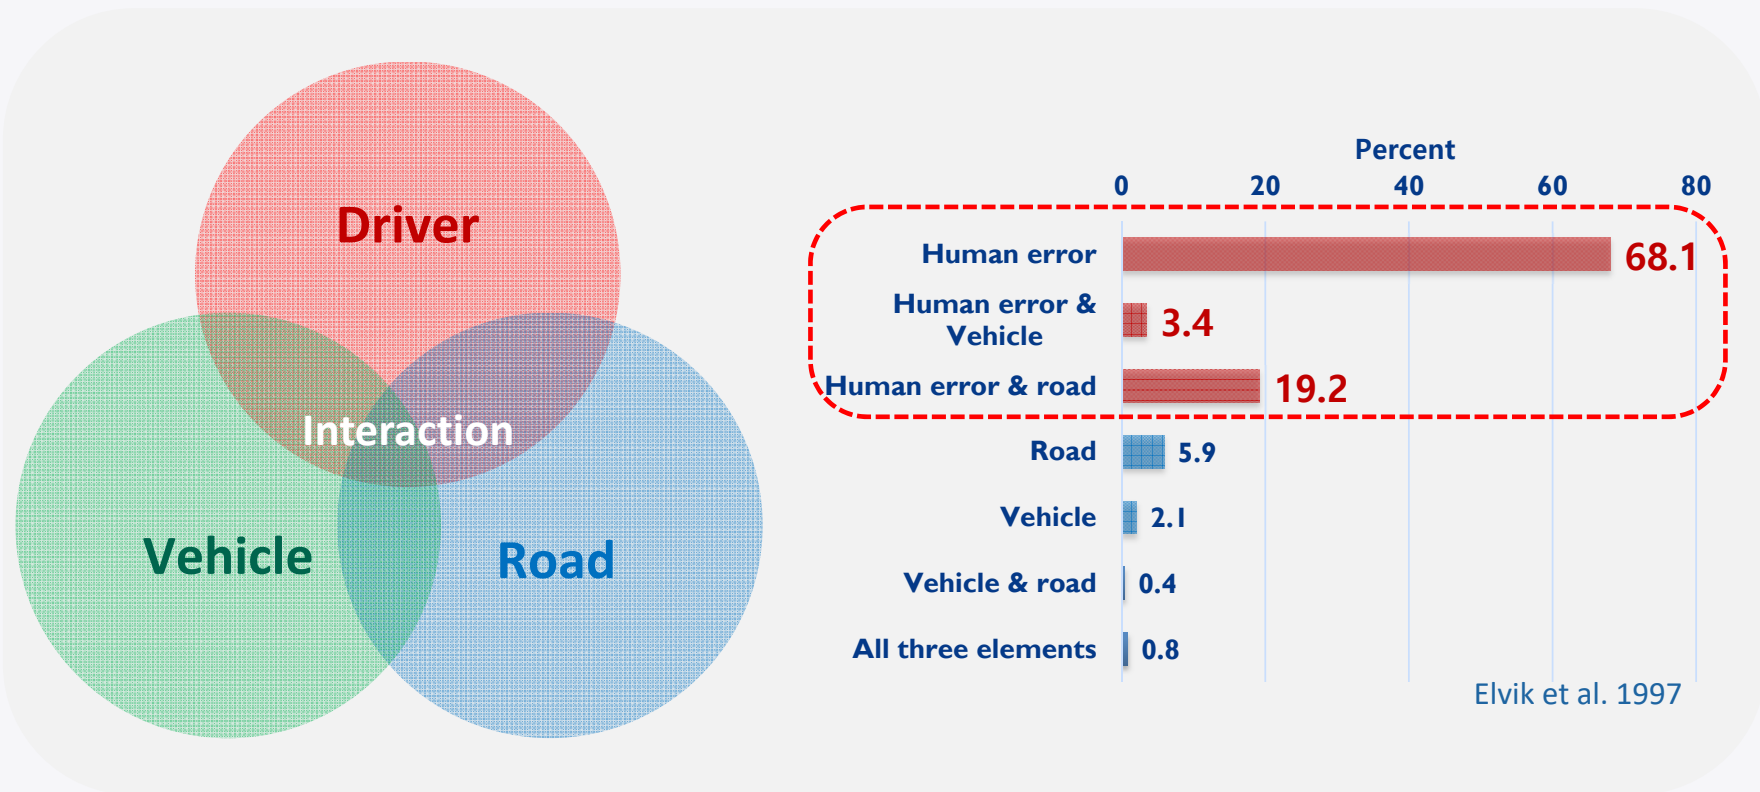 Driver
Interaction
Vehicle
Road
Percent
0 20 40 60 80
Human error 68.1
Human error &
Vehicle 3.4
Human error & road 19.2
Road 5.9
Vehicle 2.1
Vehicle & road 0.4
All three elements 0.8
Elvik et al. 1997